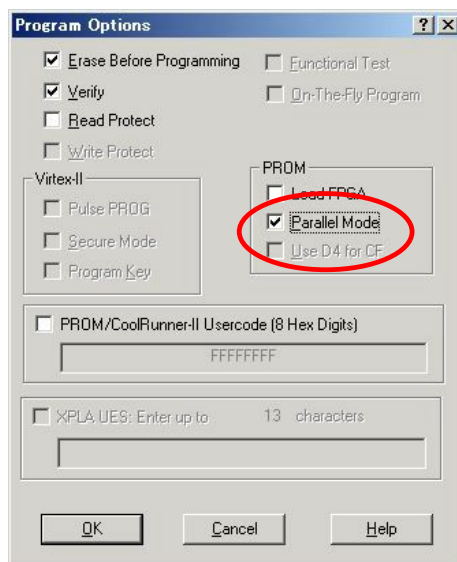 Program Options
Erase Before Programming
Functional Test
Verify
On-The-Fly Program
Read Protect
Write Protect
PROM
Virtex-II
Load FPGA
Pulse PROG
Parallel Mode
Secure Mode
Use D4 for CF
Program Key
PROM/CoolRunner-II Usercode (8 Hex Digits)
FFFFFFFF
XPLA UES: Enter up to 13 characters
OK Cancel Help